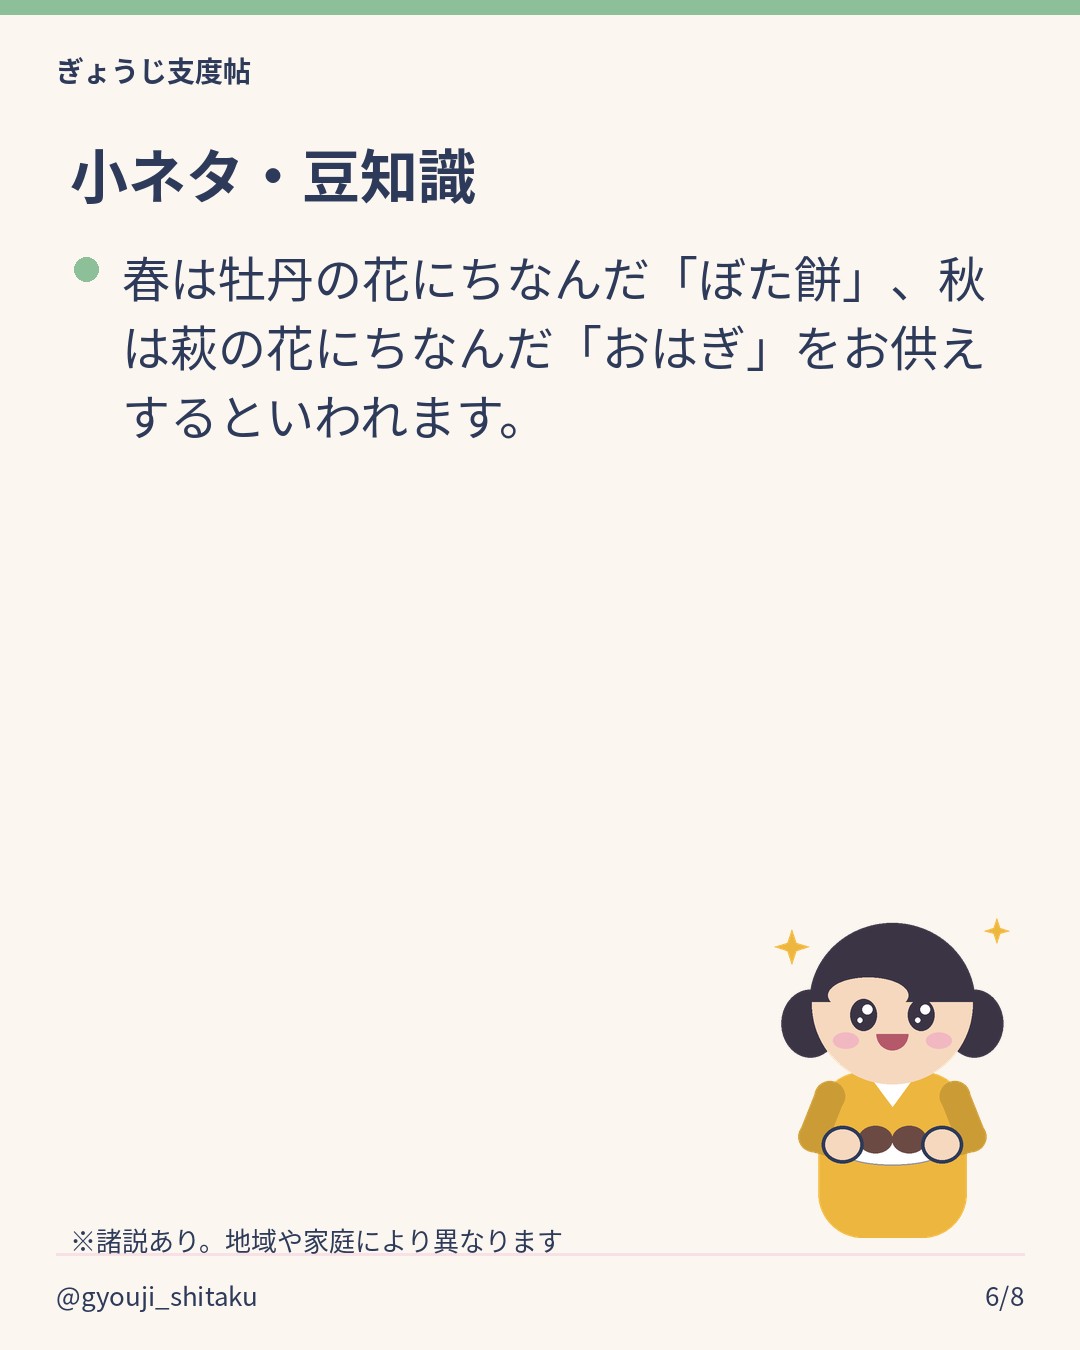 ぎょうじ支度帖
小ネタ・豆知識
春は牡丹の花にちなんだ「ぼた餅」、秋
は萩の花にちなんだ「おはぎ」をお供え
するといわれます。
※諸説あり。地域や家庭により異なります
@gyouji_shitaku
6/8